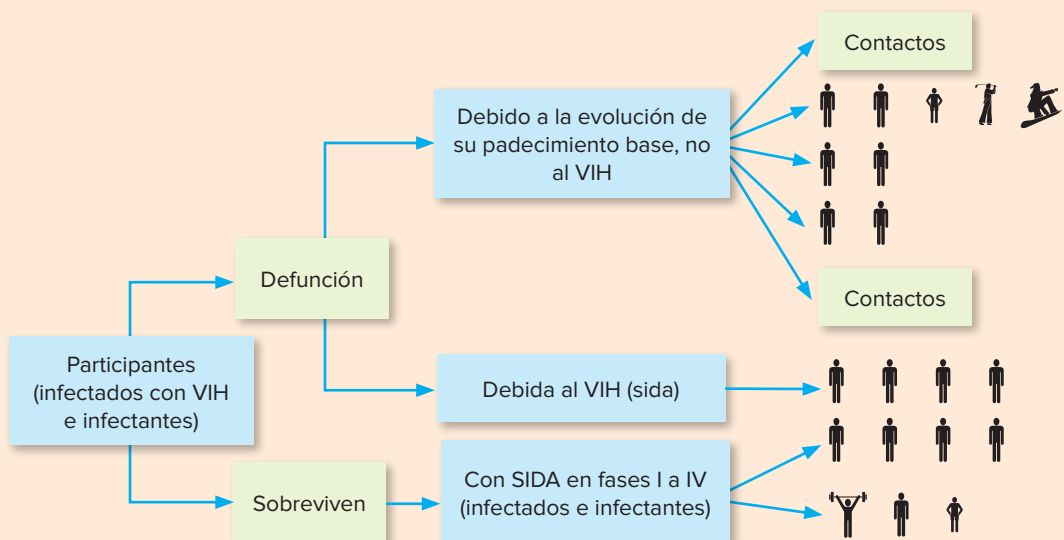 Contactos
Debido a la evolución de
su padecimiento base, no
al VIH
Defunción
Contactos
Participantes
(infectados con VIH
e infectantes)
Debida al VIH (sida)
Sobreviven
Con SIDA en fases I a IV
(infectados e infectantes)